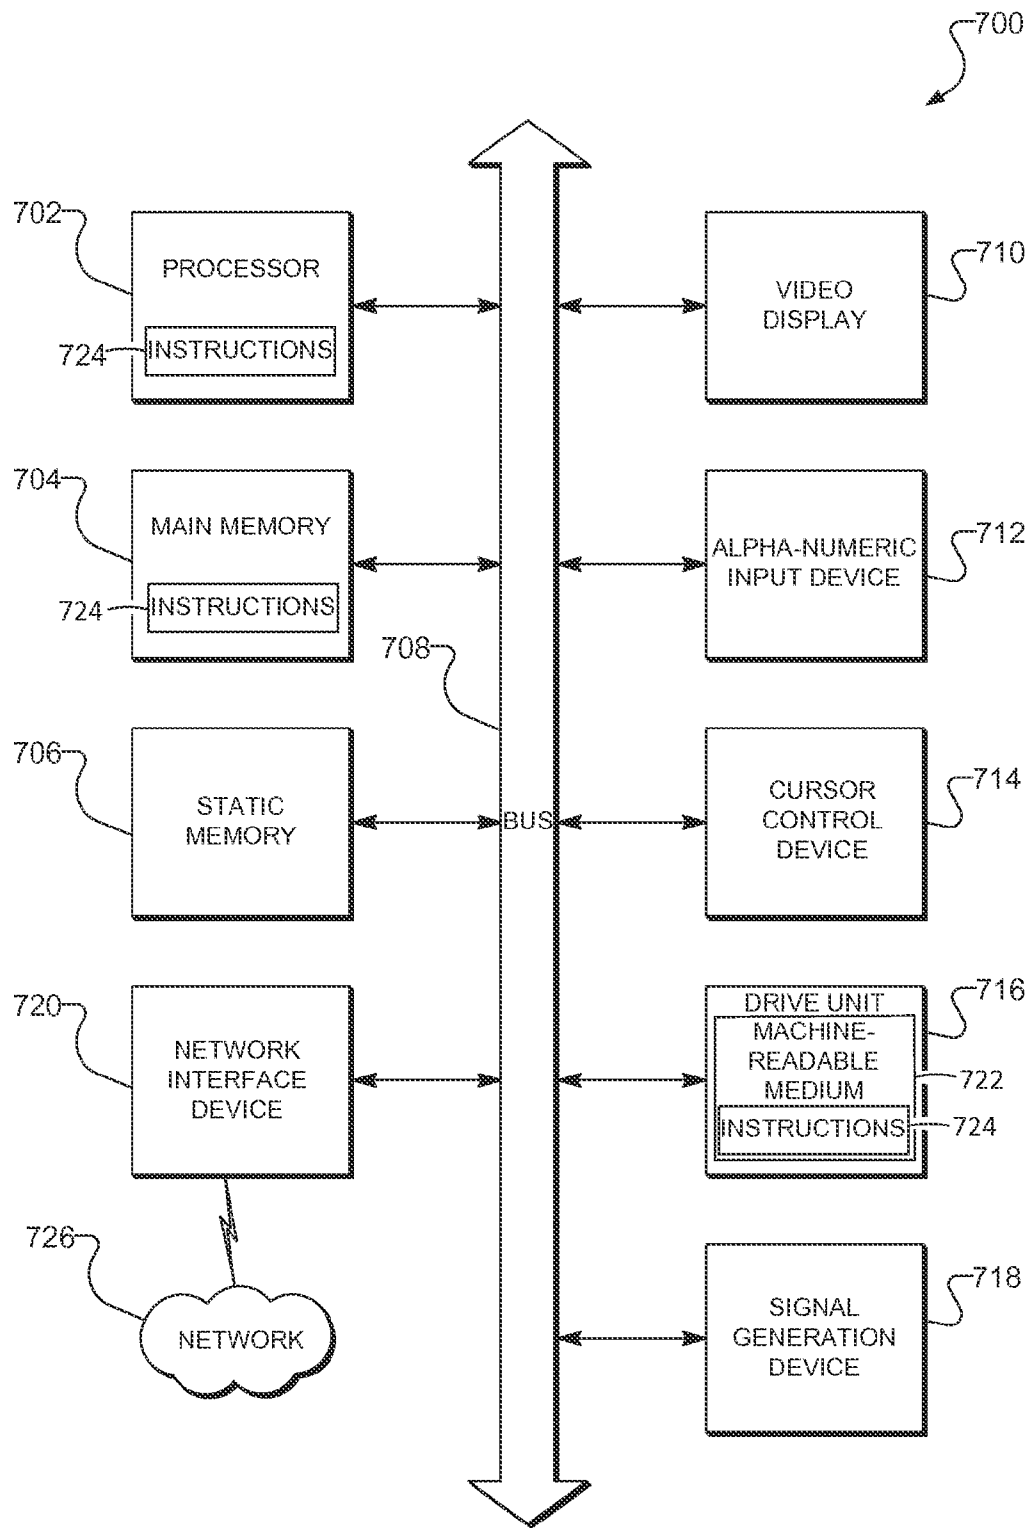 700
702
PROCESSOR
724
INSTRUCTIONS
710
VIDEO
DISPLAY
704
MAIN MEMORY
724
INSTRUCTIONS
712
ALPHA-NUMERIC
INPUT DEVICE
708
706
STATIC
MEMORY
BUS
714
CURSOR
CONTROL
DEVICE
720
NETWORK
INTERFACE
DEVICE
716
DRIVE UNIT
MACHINE-
READABLE
MEDIUM
722
INSTRUCTIONS
724
726
NETWORK
718
SIGNAL
GENERATION
DEVICE